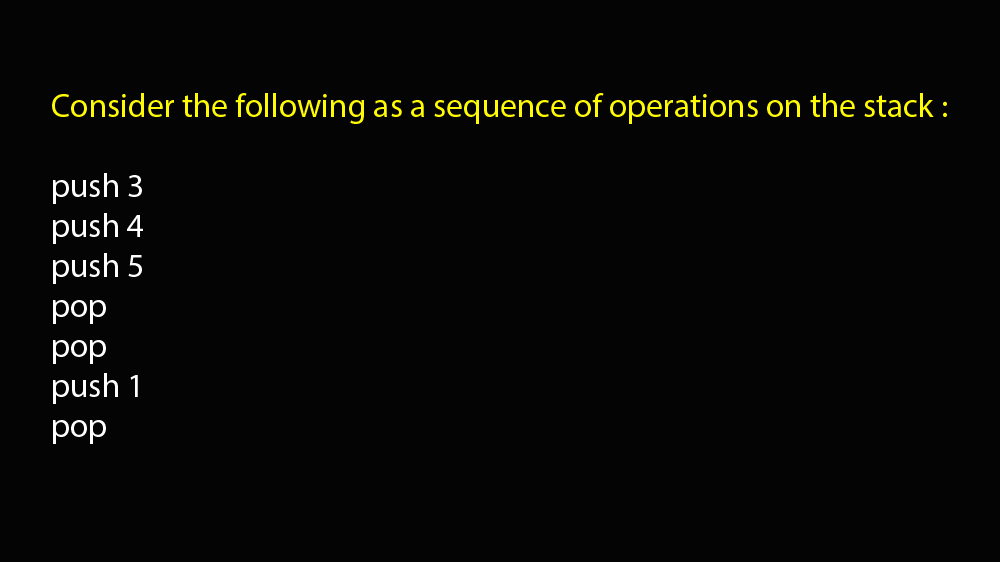 Consider the following as a sequence of operations on the stack :
push 3
push 4
push 5
pop
pop
push 1
pop